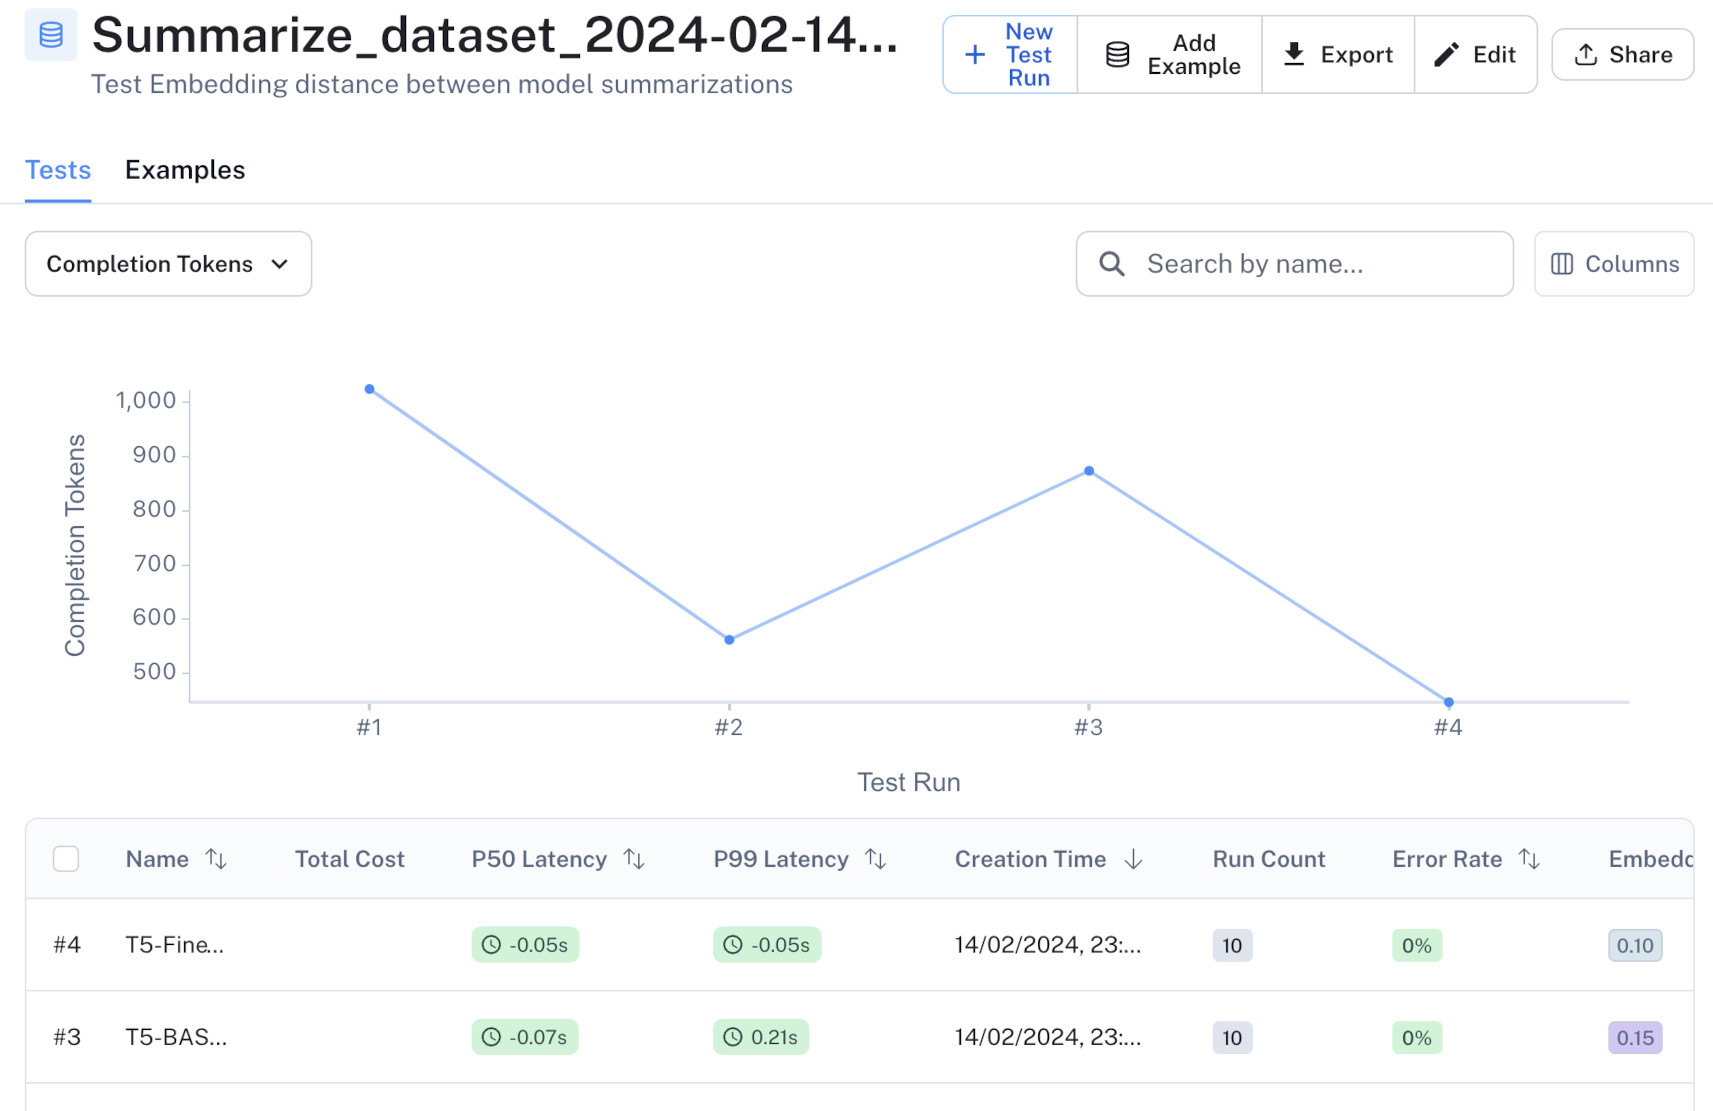 Summarize_dataset_2024-02-14...
Test Embedding distance between model summarizations
New Test Run
Add Example
Export
Edit
Share
Tests
Examples
Completion Tokens
Search by name...
Columns
Completion Tokens
1,000
900
800
700
600
500
#1
#2
#3
#4
Test Run
Name
Total Cost
P50 Latency
P99 Latency
Creation Time
Run Count
Error Rate
Embedd
#4
T5-Fine...
-0.05s
-0.05s
14/02/2024, 23:...
10
0%
0.10
#3
T5-BAS...
-0.07s
0.21s
14/02/2024, 23:...
10
0%
0.15